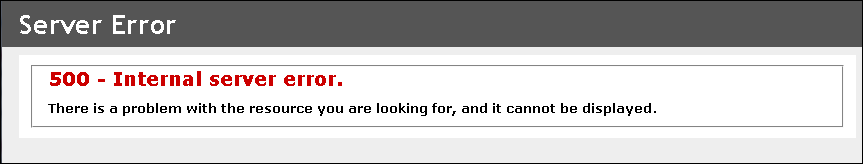 Server Error
500 - Internal server error.
There is a problem with the resource you are looking for, and it cannot be displayed.